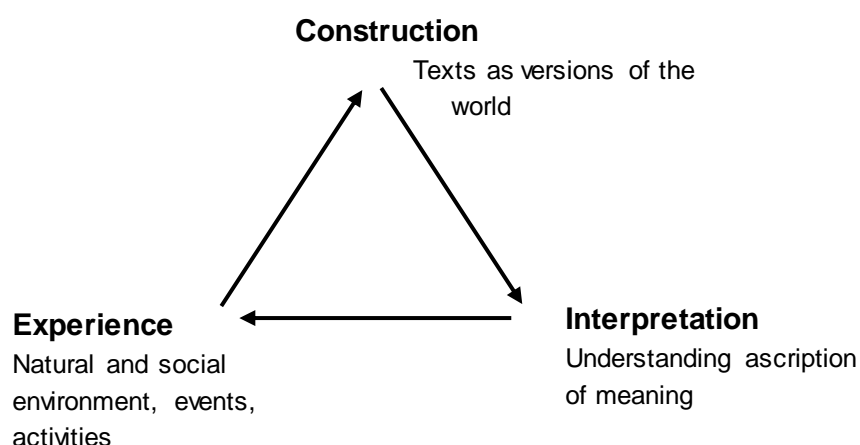 Construction
Texts as versions of the
world
Experience
Natural and social
environment, events,
activities
Interpretation
Understanding ascription
of meaning